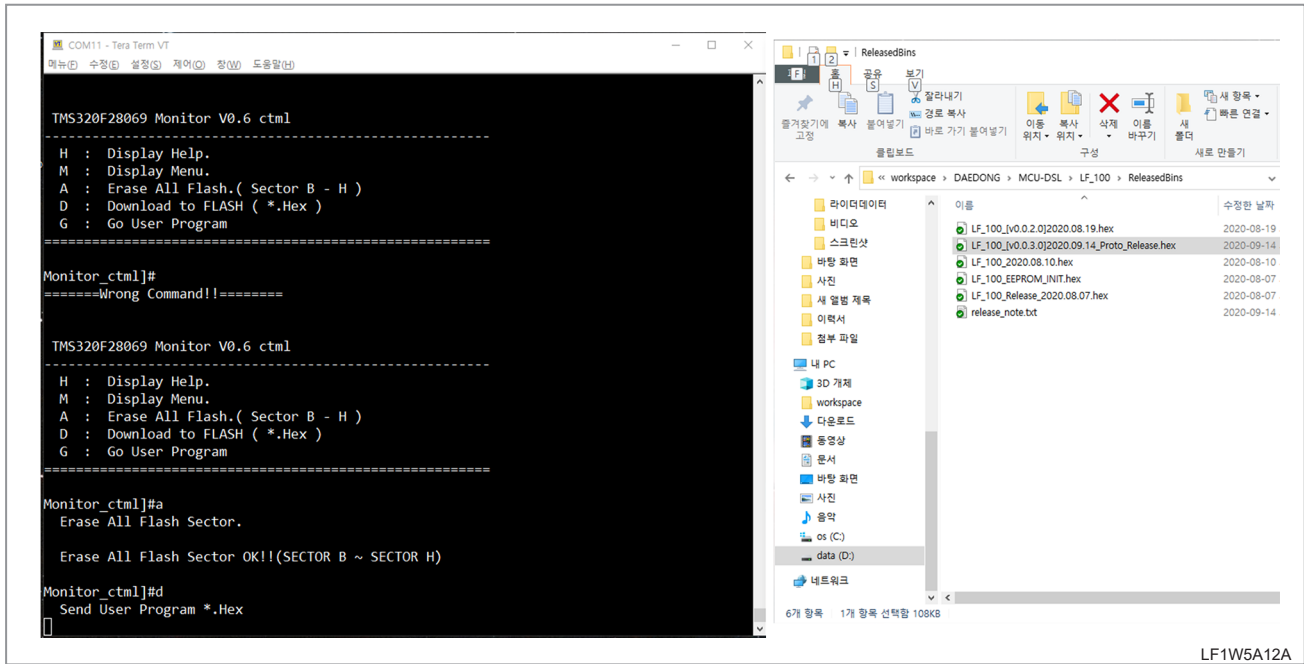 COM11 - Tera Term VT
메뉴(F) 수정(E) 설정(S) 제어(O) 창(W) 도움말(H)
TMS320F28069 Monitor V0.6 ctml
----------------------------------------------------------
H : Display Help.
M : Display Menu.
A : Erase All Flash.( Sector B - H )
D : Download to FLASH ( *.Hex )
G : Go User Program
==========================================================
Monitor_ctml]#
=======Wrong Command!!========
TMS320F28069 Monitor V0.6 ctml
----------------------------------------------------------
H : Display Help.
M : Display Menu.
A : Erase All Flash.( Sector B - H )
D : Download to FLASH ( *.Hex )
G : Go User Program
==========================================================
Monitor_ctml]#a
Erase All Flash Sector.
Erase All Flash Sector OK!!(SECTOR B ~ SECTOR H)
Monitor_ctml]#d
Send User Program *.Hex
1 2 ReleasedBins
F 홈 공유 보기
H S V
즐겨찾기에 고정
복사
붙여넣기
잘라내기
경로 복사
바로 가기 붙여넣기
클립보드
이동 위치
복사 위치
삭제
이름 바꾸기
구성
새 폴더
새 항목
빠른 연결
새로 만들기
« workspace > DAEDONG > MCU-DSL > LF_100 > ReleasedBins
라이더데이터
비디오
스크린샷
바탕 화면
사진
새 앨범 제목
이력서
첨부 파일
내 PC
3D 개체
workspace
다운로드
동영상
문서
바탕 화면
사진
음악
os (C:)
data (D:)
네트워크
이름 수정한 날짜
LF_100_[v0.0.2.0]2020.08.19.hex 2020-08-19
LF_100_[v0.0.3.0]2020.09.14_Proto_Release.hex 2020-09-14
LF_100_2020.08.10.hex 2020-08-10
LF_100_EEPROM_INIT.hex 2020-08-07
LF_100_Release_2020.08.07.hex 2020-08-07
release_note.txt 2020-09-14
6개 항목 1개 항목 선택함 108KB
LF1W5A12A